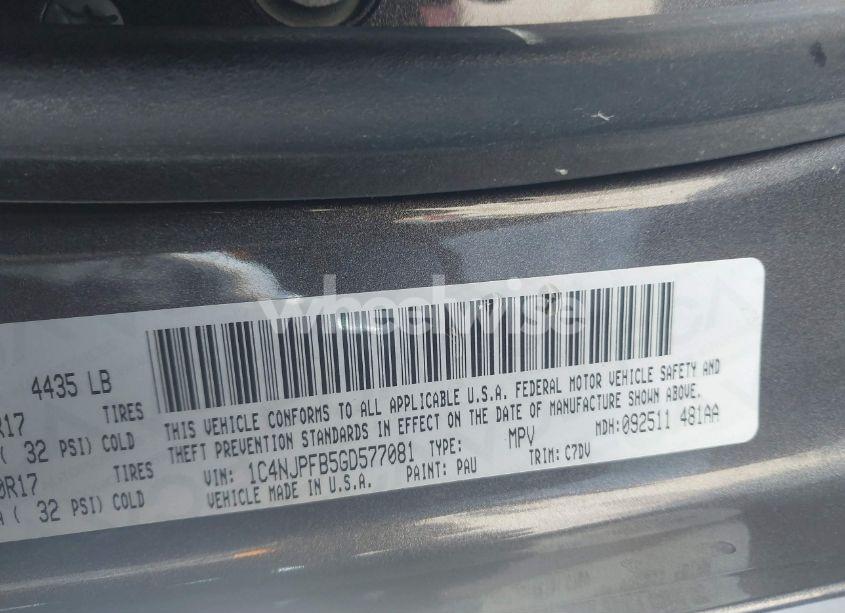 wheelwise
4435 LB
R17 TIRES
( 32 PSI) COLD
0R17 TIRES
( 32 PSI) COLD
THIS VEHICLE CONFORMS TO ALL APPLICABLE U.S.A. FEDERAL MOTOR VEHICLE SAFETY AND
THEFT PREVENTION STANDARDS IN EFFECT ON THE DATE OF MANUFACTURE SHOWN ABOVE.
VIN: 1C4NJPFB5GD577081 TYPE: MPV MDH:092511 481AA
VEHICLE MADE IN U.S.A. PAINT: PAU TRIM: C7DV